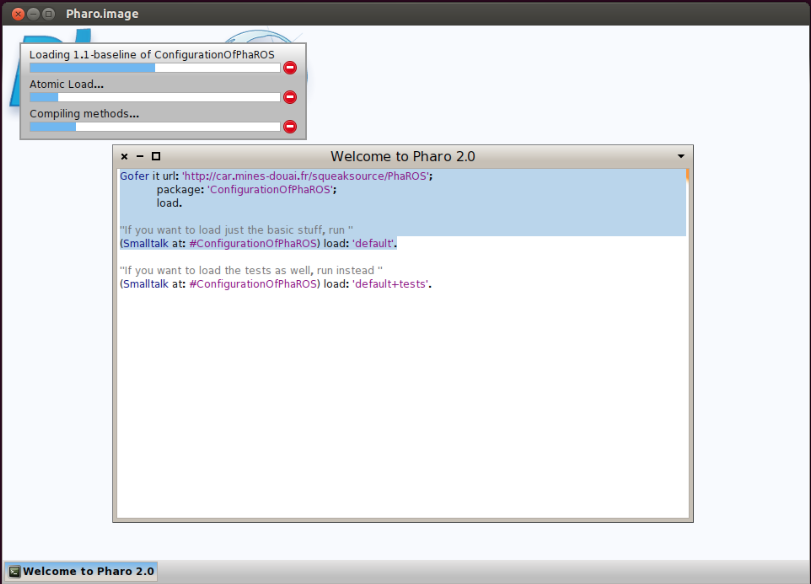 Pharo.image
Loading 1.1-baseline of ConfigurationOfPhaROS
Atomic Load...
Compiling methods...
Welcome to Pharo 2.0
Gofer it url: 'http://car.mines-douai.fr/squeaksource/PhaROS';
package: 'ConfigurationOfPhaROS';
load.
"If you want to load just the basic stuff, run "
(Smalltalk at: #ConfigurationOfPhaROS) load: 'default'.
"If you want to load the tests as well, run instead "
(Smalltalk at: #ConfigurationOfPhaROS) load: 'default+tests'.
Welcome to Pharo 2.0